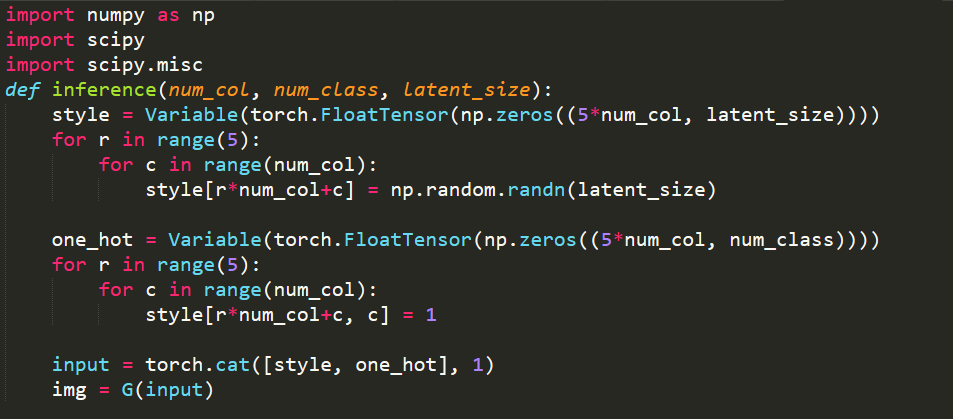 import numpy as np
import scipy
import scipy.misc
def inference(num_col, num_class, latent_size):
    style = Variable(torch.FloatTensor(np.zeros((5*num_col, latent_size))))
    for r in range(5):
        for c in range(num_col):
            style[r*num_col+c] = np.random.randn(latent_size)

    one_hot = Variable(torch.FloatTensor(np.zeros((5*num_col, num_class))))
    for r in range(5):
        for c in range(num_col):
            style[r*num_col+c, c] = 1

    input = torch.cat([style, one_hot], 1)
    img = G(input)